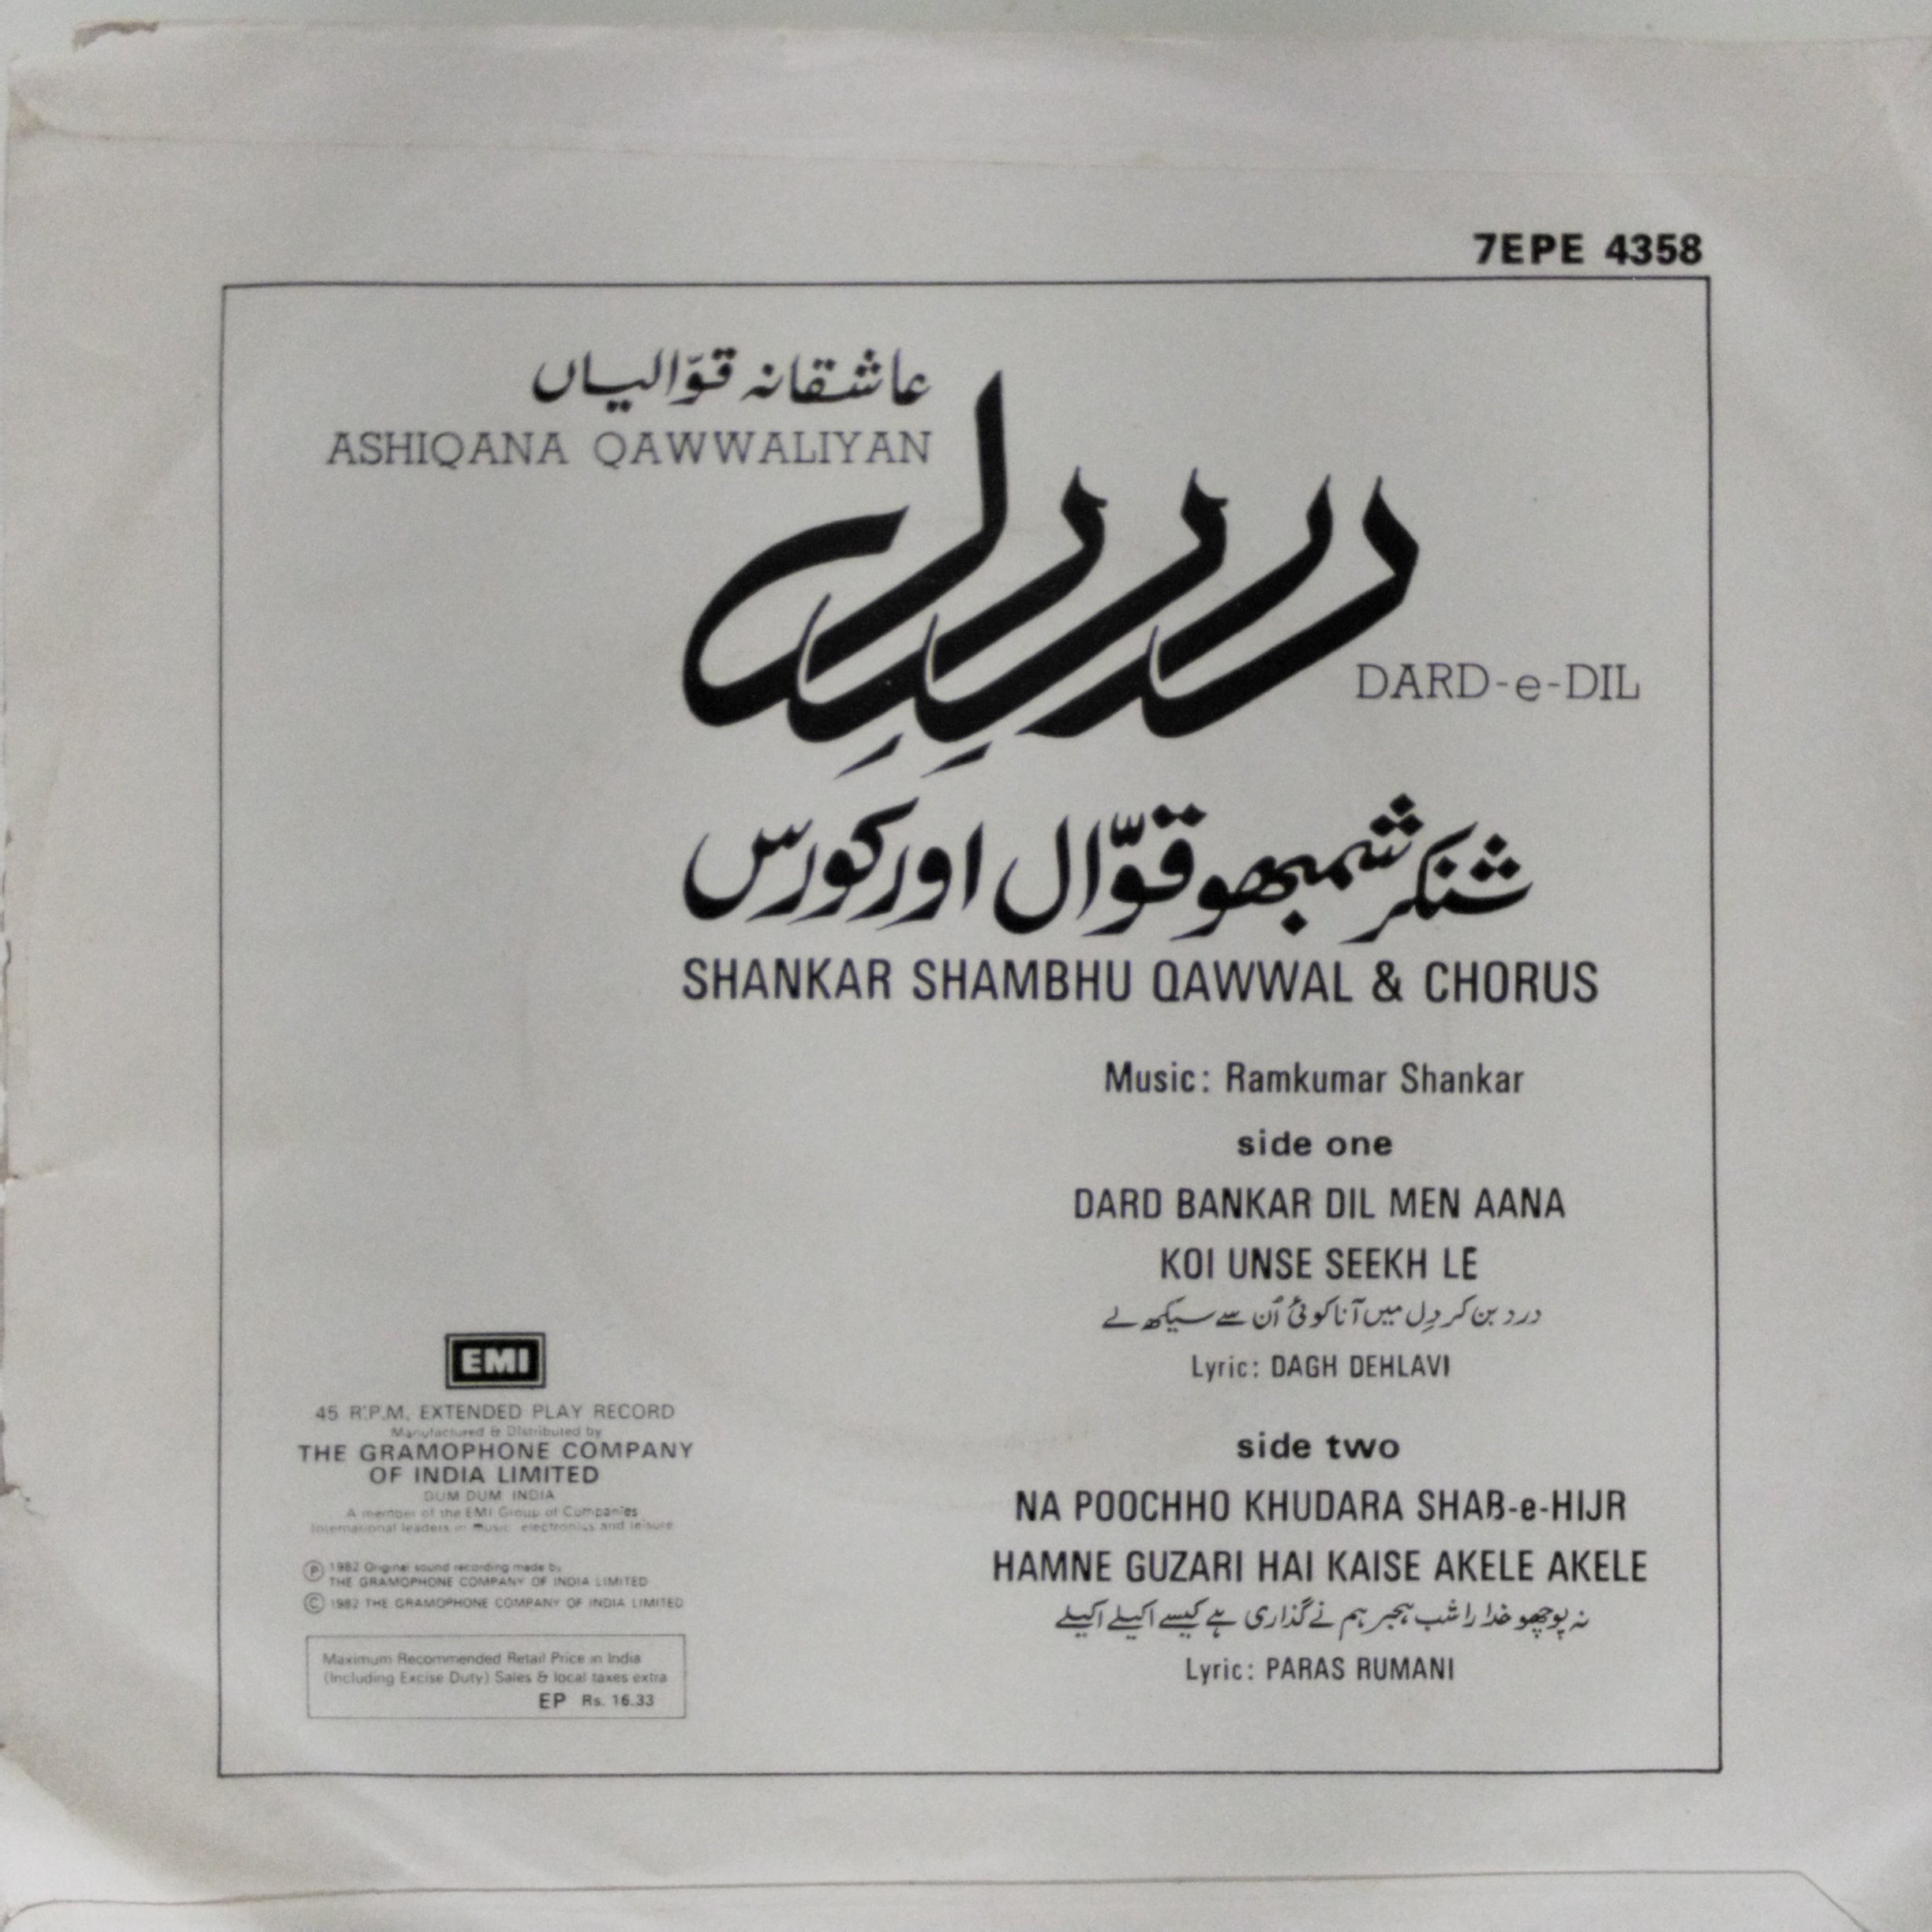 7EPE 4358
عاشقانہ قوّالیاں
ASHIQANA QAWWALIYAN
دردِ دل
DARD-e-DIL
شنکر شمبھو قوّال اور کورس
SHANKAR SHAMBHU QAWWAL & CHORUS
Music: Ramkumar Shankar
side one
DARD BANKAR DIL MEN AANA
KOI UNSE SEEKH LE
درد بن کر دِل میں آنا کوئی اُن سے سیکھ لے
Lyric: DAGH DEHLAVI
side two
NA POOCHHO KHUDARA SHAB-e-HIJR
HAMNE GUZARI HAI KAISE AKELE AKELE
نہ پوچھو خدارا شب ہجر ہم نے گذاری ہے کیسے اکیلے اکیلے
Lyric: PARAS RUMANI
EMI
45 R.P.M. EXTENDED PLAY RECORD
Manufactured & Distributed by
THE GRAMOPHONE COMPANY
OF INDIA LIMITED
DUM DUM INDIA
A member of the EMI Group of Companies
International leaders in music, electronics and leisure
℗ 1982 Original sound recording made by
THE GRAMOPHONE COMPANY OF INDIA LIMITED
© 1982 THE GRAMOPHONE COMPANY OF INDIA LIMITED
Maximum Recommended Retail Price in India
(Including Excise Duty) Sales & local taxes extra
EP Rs. 16.33